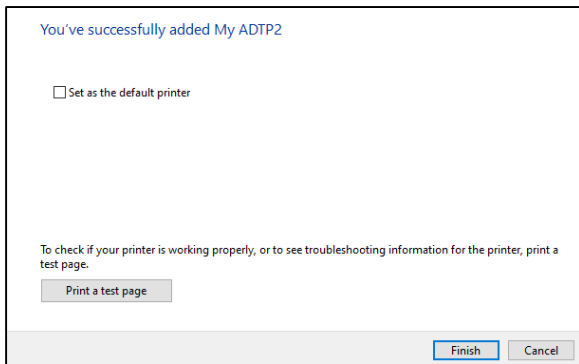 You've successfully added My ADTP2
Set as the default printer
To check if your printer is working properly, or to see troubleshooting information for the printer, print a
test page.
Print a test page
Finish
Cancel